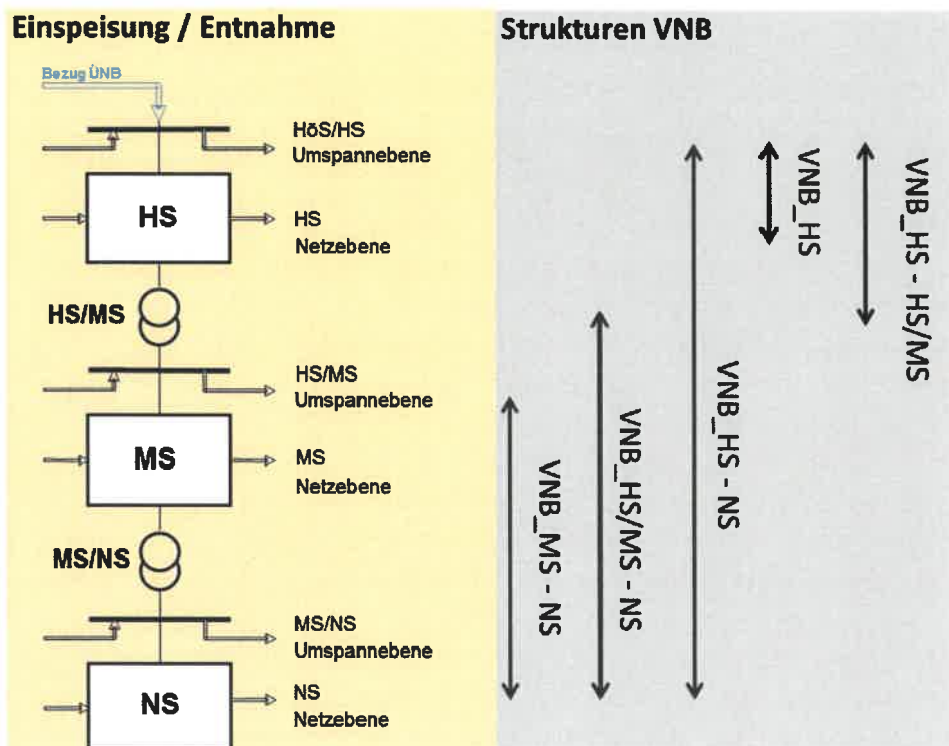 Einspeisung / Entnahme
Bezug ÜNB
HöS/HS
Umspannebene
HS
HS
Netzebene
HS/MS
HS/MS
Umspannebene
MS
MS
Netzebene
MS/NS
MS/NS
Umspannebene
NS
NS
Netzebene
Strukturen VNB
VNB_MS - NS
VNB_HS/MS - NS
VNB_HS - NS
VNB_HS
VNB_HS - HS/MS